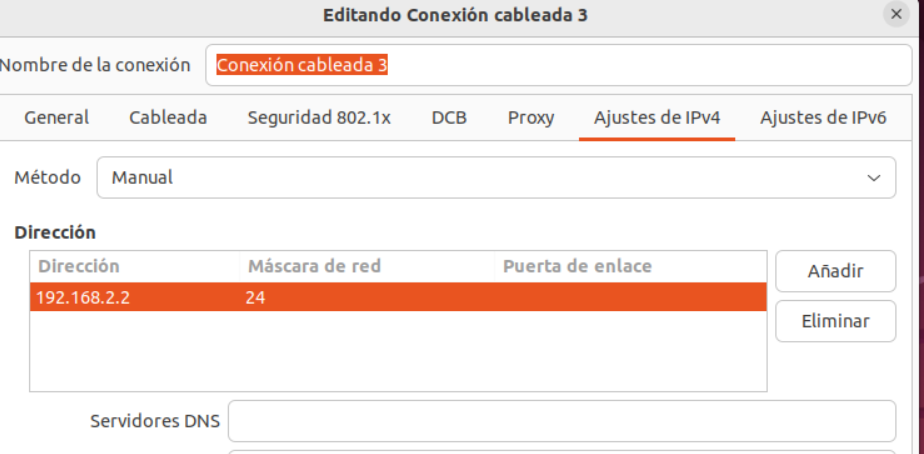 Editando Conexión cableada 3
Nombre de la conexión Conexión cableada 3
General Cableada Seguridad 802.1x DCB Proxy Ajustes de IPv4 Ajustes de IPv6
Método Manual
Dirección
Dirección Máscara de red Puerta de enlace
Añadir
192.168.2.2 24
Eliminar
Servidores DNS